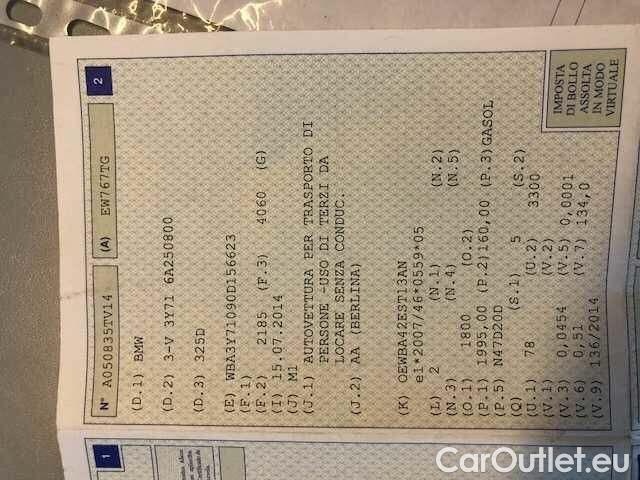 1
N° A050835TV14 (A) EW767TG 2
(D.1) BMW
(D.2) 3-V 3Y71 6A250800
(D.3) 325D
(E) WBA3Y71090D156623
(F.1)
(F.2) 2185 (F.3) 4060 (G)
(I) 15.07.2014
(J) M1
(J.1) AUTOVETTURA PER TRASPORTO DI
PERSONE -USO DI TERZI DA
LOCARE SENZA CONDUC..
(J.2) AA (BERLINA)
(K) OEWBA42EST13AN
e1*2007/46*0559*05
(L) 2 (N.1) (N.2)
(N.3) (N.4) (N.5)
(O.1) 1800 (O.2)
(P.1) 1995,00 (P.2)160,00 (P.3)GASOL
(P.5) N47D20D
(Q) (S.1) 5 (S.2)
(U.1) 78 (U.2) 3300
(V.1) (V.2)
(V.3) 0,0454 (V.5) 0,0001
(V.6) 0,51 (V.7) 134,0
(V.9) 136/2014
IMPOSTA
DI BOLLO
ASSOLTA
IN MODO
VIRTUALE
CarOutlet.eu